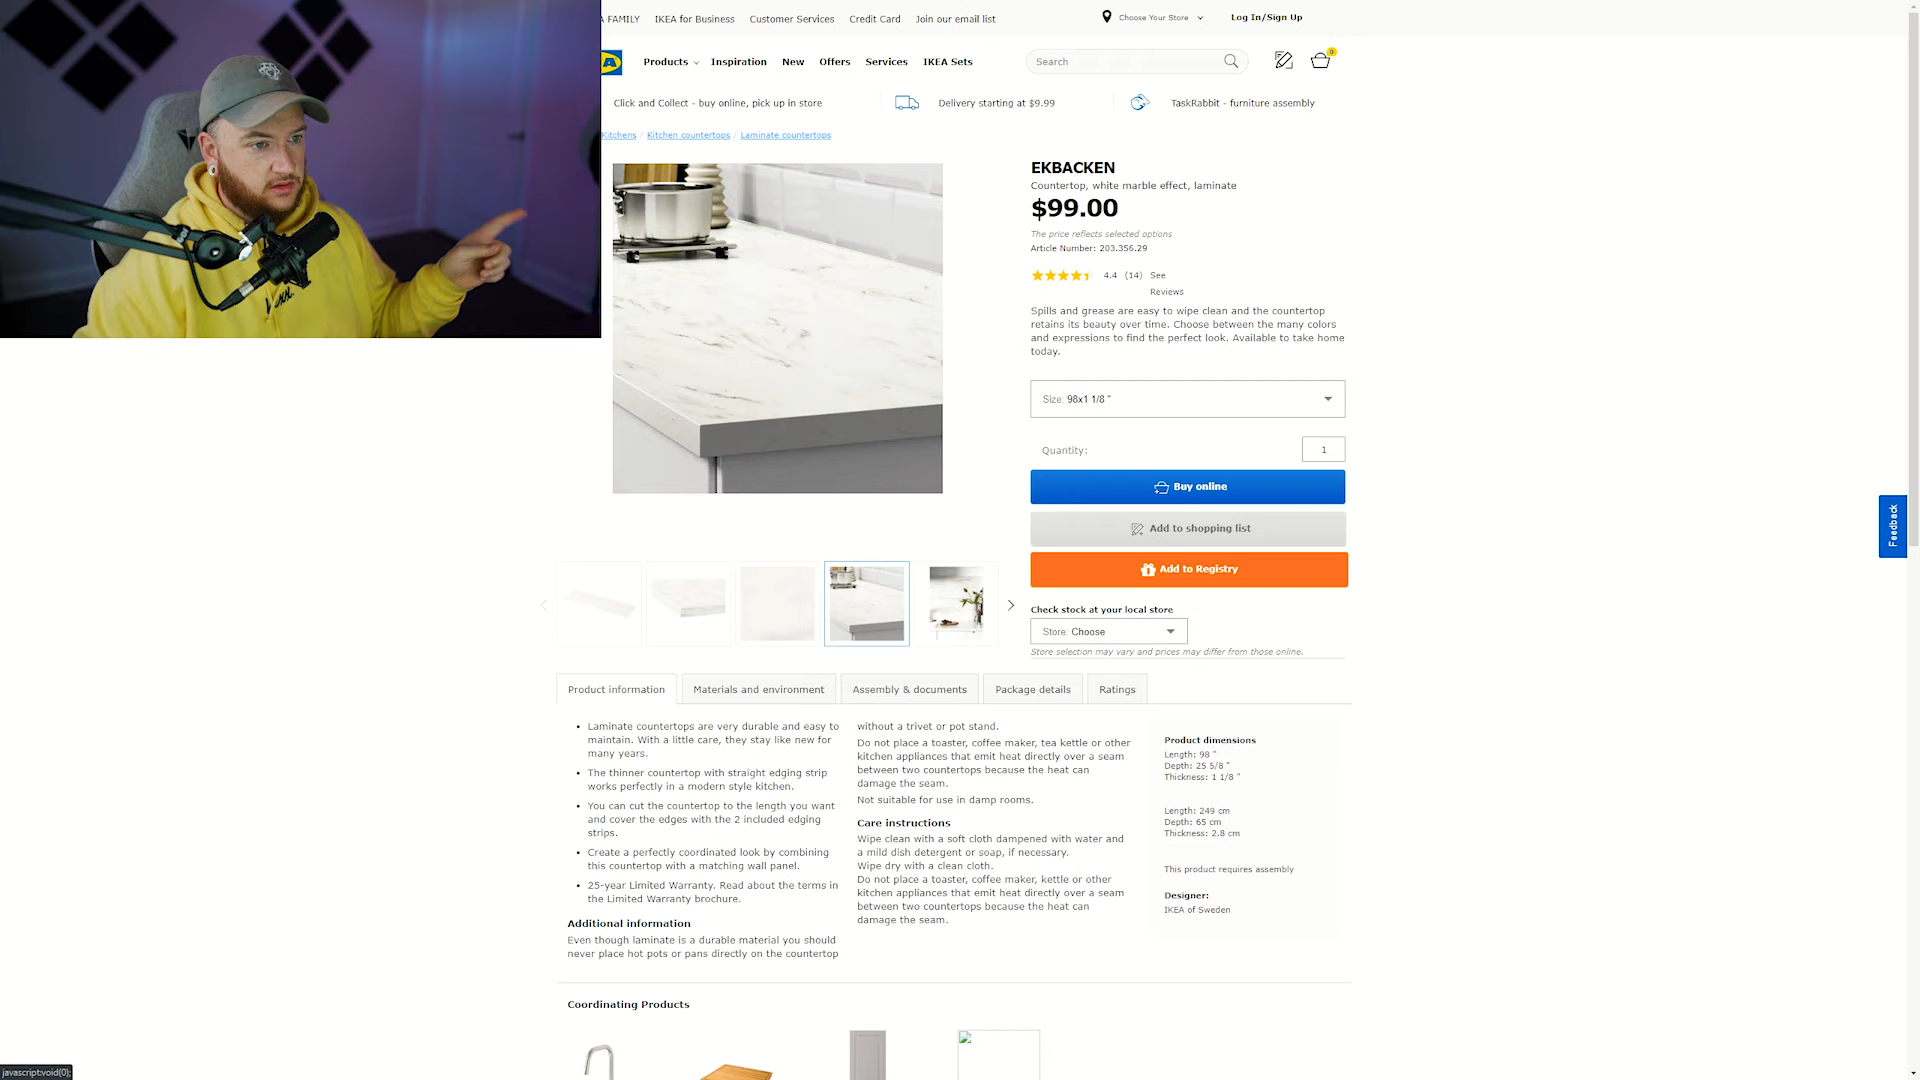 A FAMILY
IKEA for Business
Customer Services
Credit Card
Join our email list
Choose Your Store
Log In/Sign Up
Products
Inspiration
New
Offers
Services
IKEA Sets
Search
0
Click and Collect - buy online, pick up in store
Delivery starting at $9.99
TaskRabbit - furniture assembly
Kitchens / Kitchen countertops / Laminate countertops
EKBACKEN
Countertop, white marble effect, laminate
$99.00
The price reflects selected options
Article Number: 203.356.29
4.4 (14) See
Reviews
Spills and grease are easy to wipe clean and the countertop
retains its beauty over time. Choose between the many colors
and expressions to find the perfect look. Available to take home
today.
Size: 98x1 1/8 "
Quantity: 1
Buy online
Add to shopping list
Add to Registry
Check stock at your local store
Store: Choose
Store selection may vary and prices may differ from those online.
Feedback
Product information
Materials and environment
Assembly & documents
Package details
Ratings
• Laminate countertops are very durable and easy to
maintain. With a little care, they stay like new for
many years.
• The thinner countertop with straight edging strip
works perfectly in a modern style kitchen.
• You can cut the countertop to the length you want
and cover the edges with the 2 included edging
strips.
• Create a perfectly coordinated look by combining
this countertop with a matching wall panel.
• 25-year Limited Warranty. Read about the terms in
the Limited Warranty brochure.
Additional information
Even though laminate is a durable material you should
never place hot pots or pans directly on the countertop
without a trivet or pot stand.
Do not place a toaster, coffee maker, tea kettle or other
kitchen appliances that emit heat directly over a seam
between two countertops because the heat can
damage the seam.
Not suitable for use in damp rooms.
Care instructions
Wipe clean with a soft cloth dampened with water and
a mild dish detergent or soap, if necessary.
Wipe dry with a clean cloth.
Do not place a toaster, coffee maker, kettle or other
kitchen appliances that emit heat directly over a seam
between two countertops because the heat can
damage the seam.
Product dimensions
Length: 98 "
Depth: 25 5/8 "
Thickness: 1 1/8 "
Length: 249 cm
Depth: 65 cm
Thickness: 2.8 cm
This product requires assembly
Designer:
IKEA of Sweden
Coordinating Products
javascript:void(0);